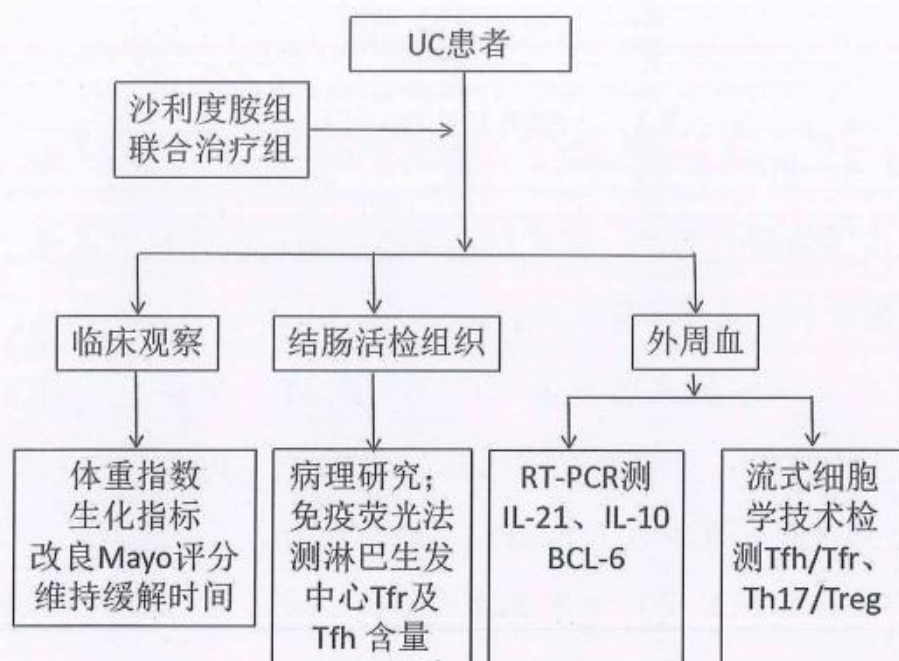 UC患者
沙利度胺组
联合治疗组
临床观察
结肠活检组织
外周血
体重指数
生化指标
改良Mayo评分
维持缓解时间
病理研究;
免疫荧光法
测淋巴生发
中心Tfr及
Tfh 含量
RT-PCR测
IL-21、IL-10
BCL-6
流式细胞
学技术检
测Tfh/Tfr、
Th17/Treg